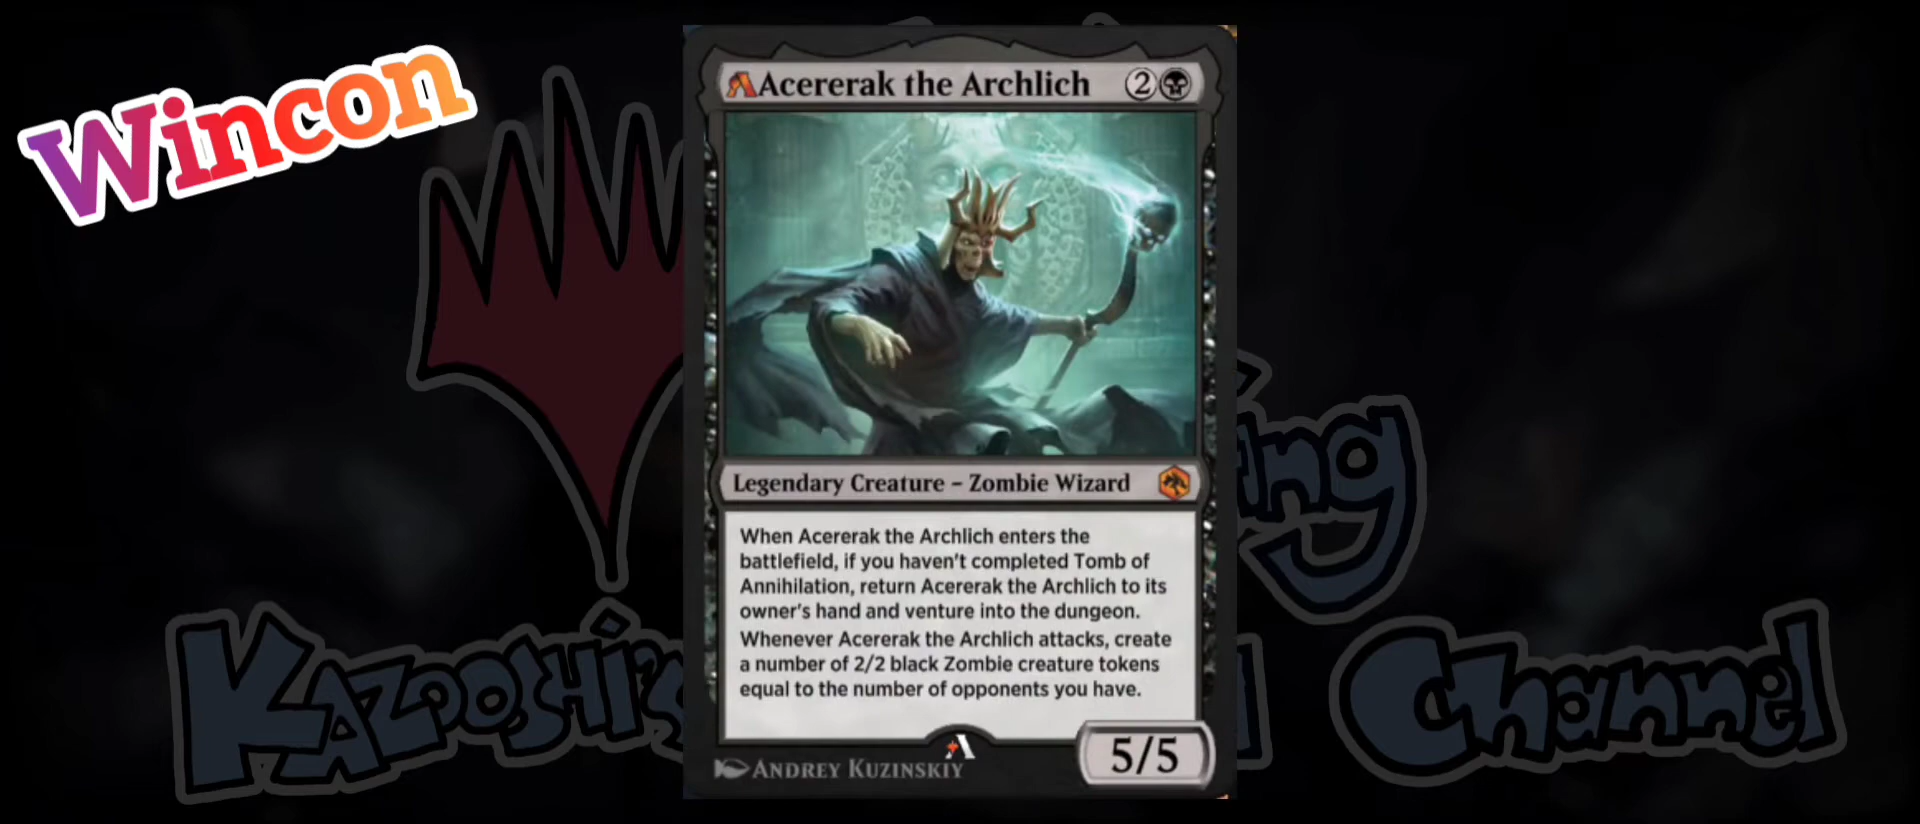 Wincon
Acererak the Archlich 2
Legendary Creature – Zombie Wizard
When Acererak the Archlich enters the
battlefield, if you haven't completed Tomb of
Annihilation, return Acererak the Archlich to its
owner's hand and venture into the dungeon.
Whenever Acererak the Archlich attacks, create
a number of 2/2 black Zombie creature tokens
equal to the number of opponents you have.
5/5
Andrey Kuzinskiy
Channel